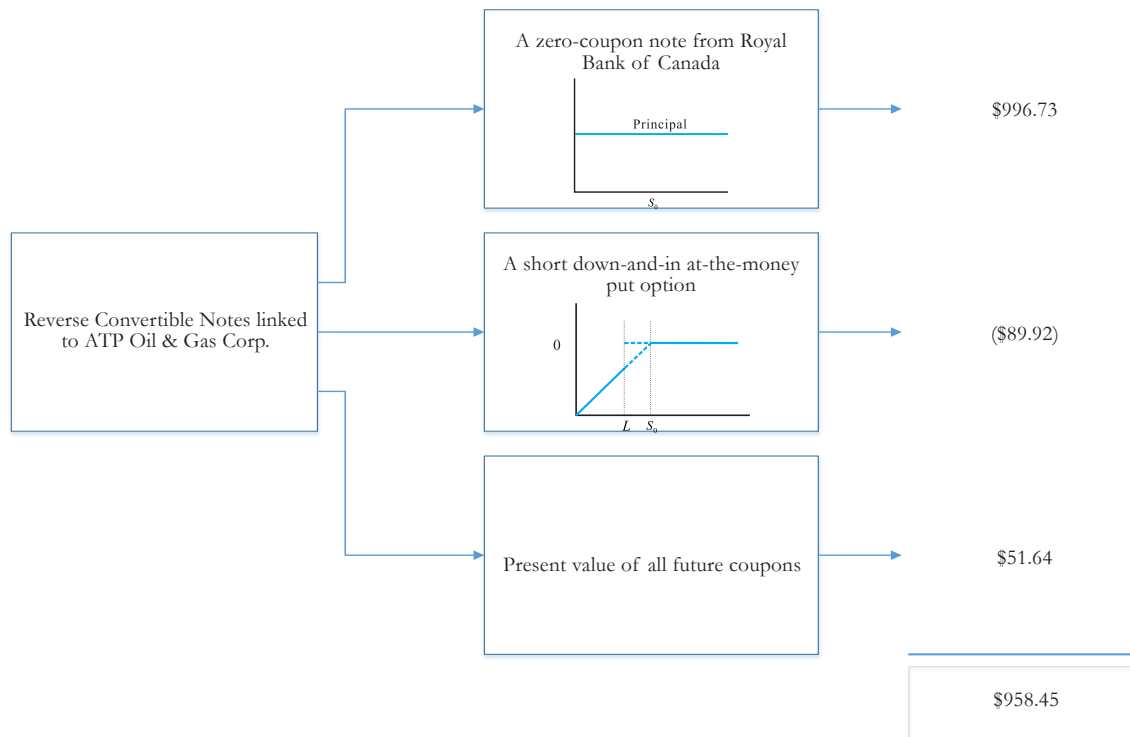 A zero-coupon note from Royal
Bank of Canada
Principal
S₀
$996.73
Reverse Convertible Notes linked
to ATP Oil & Gas Corp.
A short down-and-in at-the-money
put option
0
L S₀
($89.92)
Present value of all future coupons
$51.64
$958.45